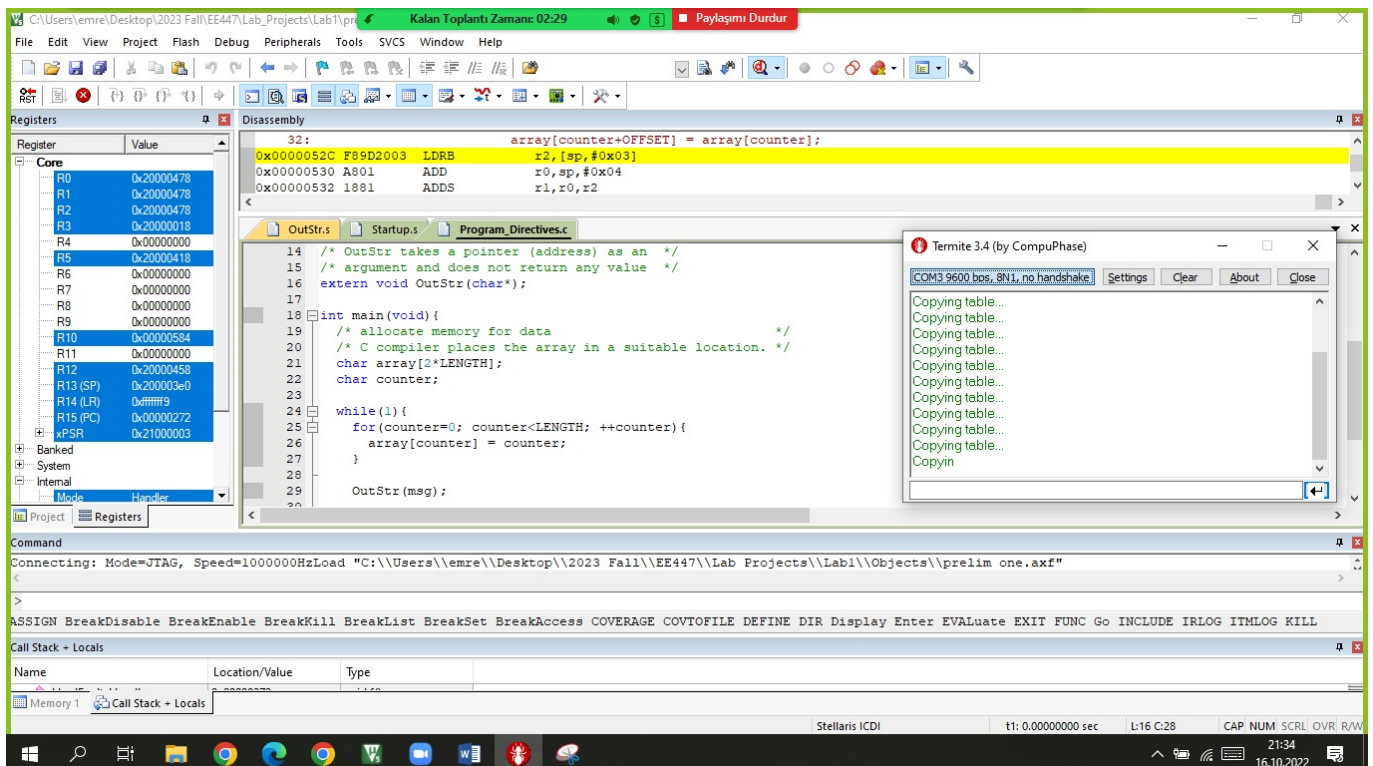 C:\Users\emre\Desktop\2023 Fall\EE447\Lab_Projects\Lab1\pre
Kalan Toplantı Zamanı: 02:29
Paylaşımı Durdur
File Edit View Project Flash Debug Peripherals Tools SVCS Window Help
RST
Registers
Register Value
Core
R0 0x20000478
R1 0x20000478
R2 0x20000478
R3 0x20000018
R4 0x00000000
R5 0x20000418
R6 0x00000000
R7 0x00000000
R8 0x00000000
R9 0x00000000
R10 0x00000584
R11 0x00000000
R12 0x20000458
R13 (SP) 0x200003e0
R14 (LR) 0xfffffff9
R15 (PC) 0x00000272
xPSR 0x21000003
Banked
System
Internal
Mode Handler
Project Registers
Disassembly
32: array[counter+OFFSET] = array[counter];
0x0000052C F89D2003 LDRB r2,[sp,#0x03]
0x00000530 A801 ADD r0,sp,#0x04
0x00000532 1881 ADDS r1,r0,r2
OutStr.s Startup.s Program_Directives.c
14 /* OutStr takes a pointer (address) as an */
15 /* argument and does not return any value */
16 extern void OutStr(char*);
17
18 int main(void){
19 /* allocate memory for data */
20 /* C compiler places the array in a suitable location. */
21 char array[2*LENGTH];
22 char counter;
23
24 while(1){
25 for(counter=0; counter<LENGTH; ++counter){
26 array[counter] = counter;
27 }
28
29 OutStr(msg);
30
Termite 3.4 (by CompuPhase)
COM3 9600 bps, 8N1, no handshake Settings Clear About Close
Copying table...
Copying table...
Copying table...
Copying table...
Copying table...
Copying table...
Copying table...
Copying table...
Copying table...
Copying table...
Copyin
Command
Connecting: Mode=JTAG, Speed=1000000HzLoad "C:\\Users\\emre\\Desktop\\2023 Fall\\EE447\\Lab Projects\\Lab1\\Objects\\prelim one.axf"
>
ASSIGN BreakDisable BreakEnable BreakKill BreakList BreakSet BreakAccess COVERAGE COVTOFILE DEFINE DIR Display Enter EVALuate EXIT FUNC Go INCLUDE IRLOG ITMLOG KILL
Call Stack + Locals
Name Location/Value Type
Memory 1 Call Stack + Locals
Stellaris ICDI t1: 0.00000000 sec L:16 C:28 CAP NUM SCRL OVR R/W
21:34
16.10.2022